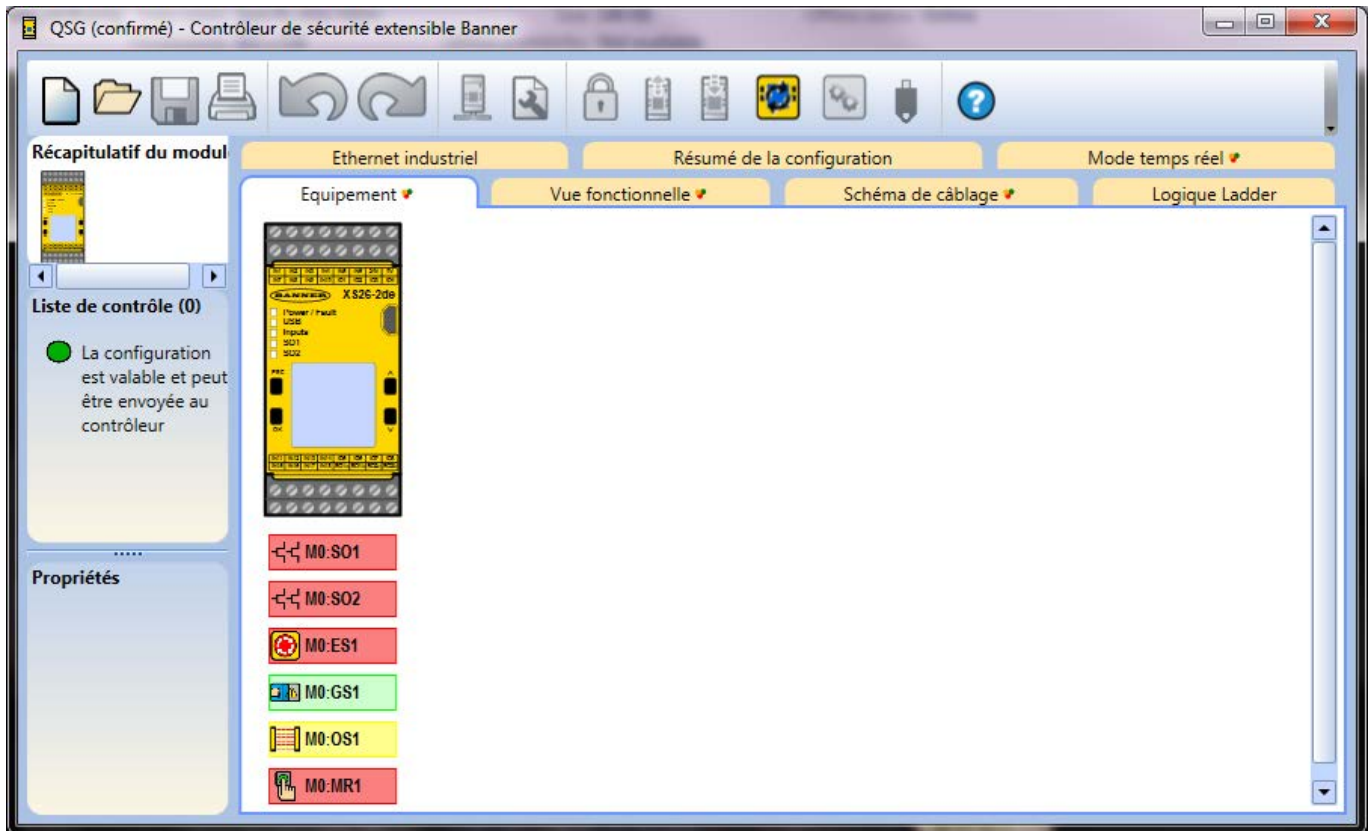 QSG (confirmé) - Contrôleur de sécurité extensible Banner
Récapitulatif du modul
Ethernet industriel
Résumé de la configuration
Mode temps réel
Equipement
Vue fonctionnelle
Schéma de câblage
Logique Ladder
Liste de contrôle (0)
La configuration
est valable et peut
être envoyée au
contrôleur
Propriétés
BANNER XS26-2de
Power / Fault
USB
Inputs
SO1
SO2
M0:SO1
M0:SO2
M0:ES1
M0:GS1
M0:OS1
M0:MR1